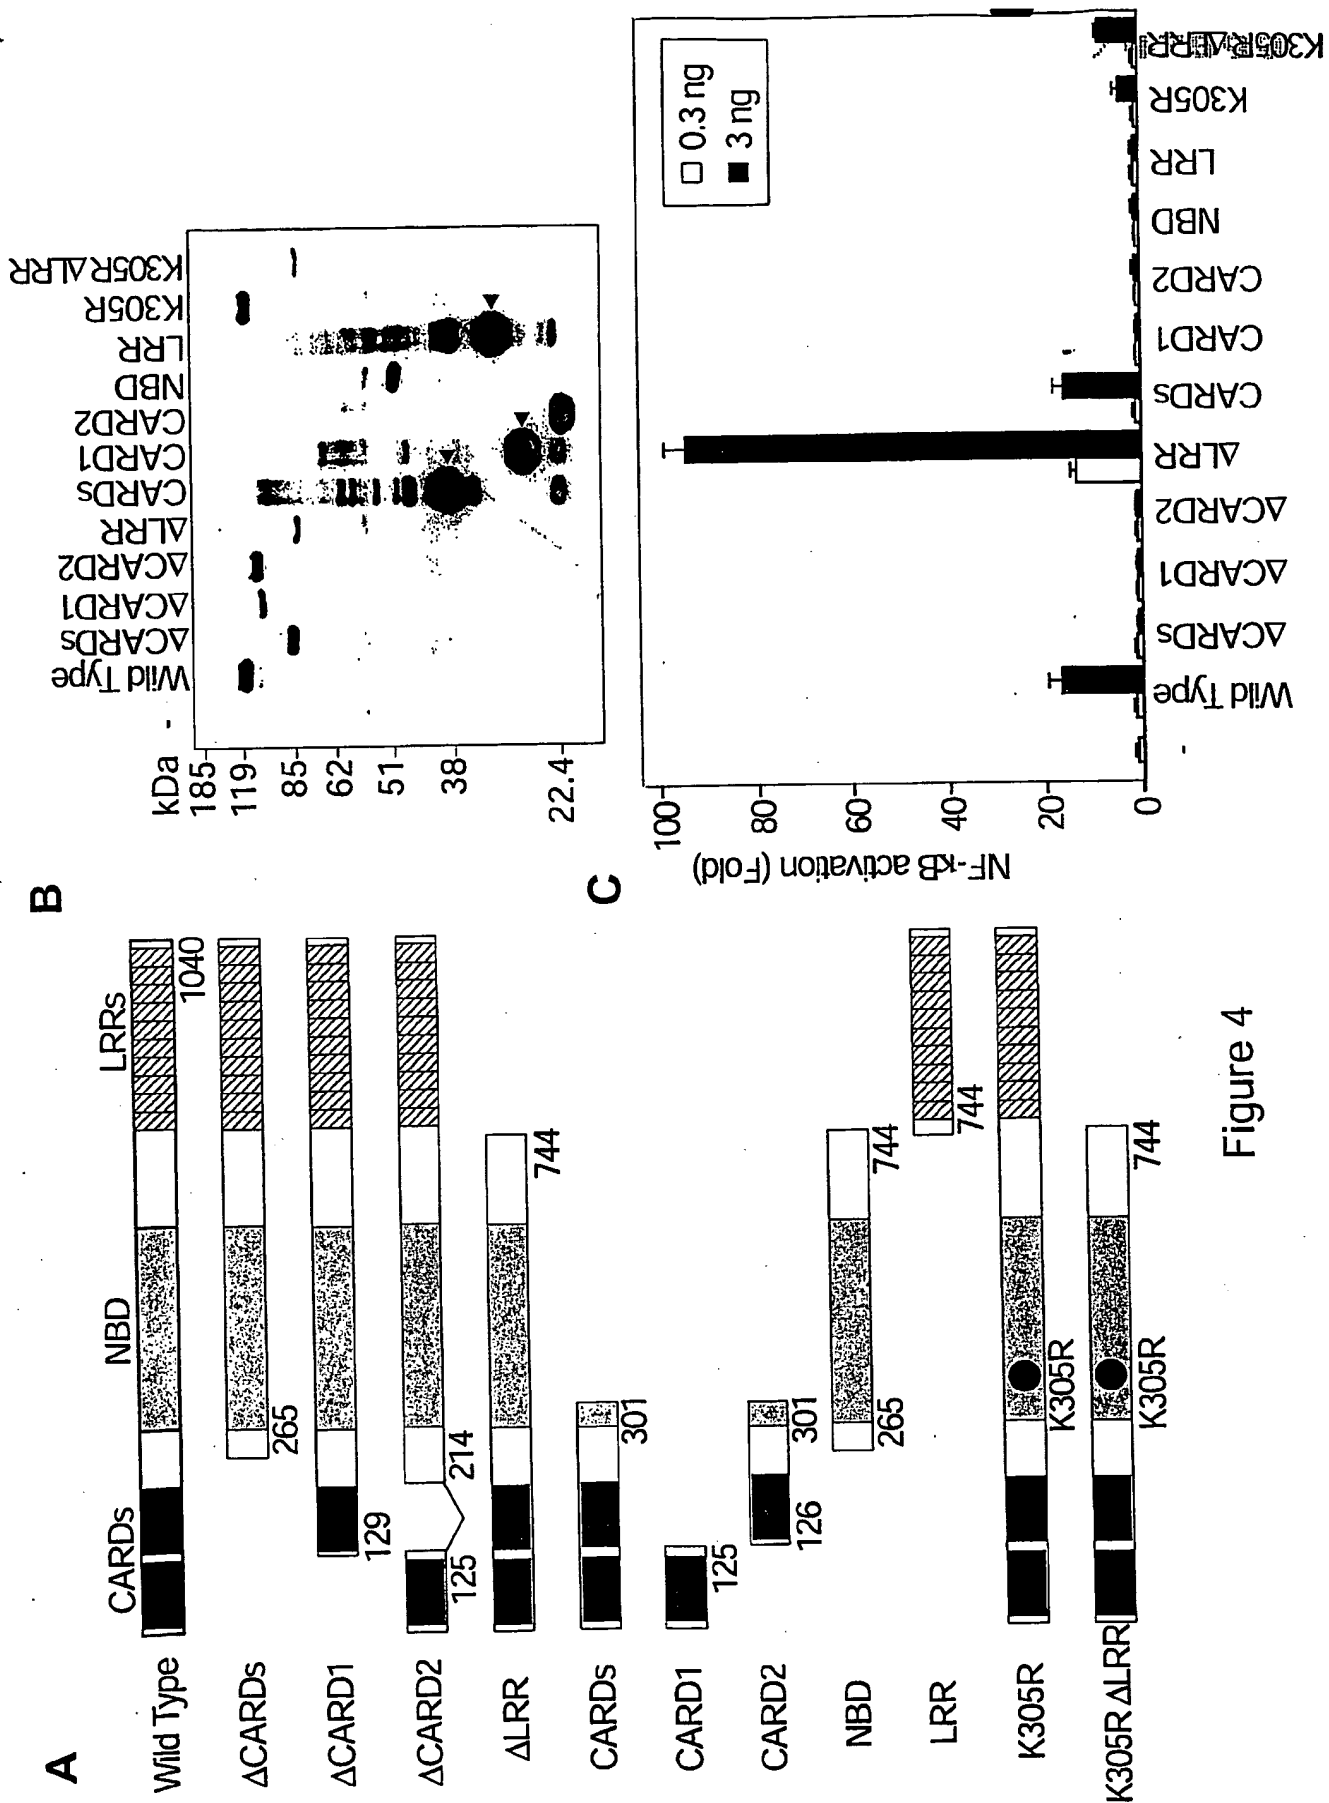 A
CARDs NBD LRRs
Wild Type 1040
ΔCARDs 265
ΔCARD1 129
ΔCARD2 125 214
ΔLRR 744
CARDs 301
CARD1 125
CARD2 126 301
NBD 265 744
LRR 744
K305R K305R
K305R ΔLRR K305R 744
B
kDa - Wild Type ΔCARDs ΔCARD1 ΔCARD2 ΔLRR CARDs CARD1 CARD2 NBD LRR K305R K305RΔLRR
185
119
85
62
51
38
22.4
C
NF-κB activation (Fold)
100
80
60
40
20
0
0.3 ng
3 ng
- Wild Type ΔCARDs ΔCARD1 ΔCARD2 ΔLRR CARDs CARD1 CARD2 NBD LRR K305R K305RΔLRR
Figure 4